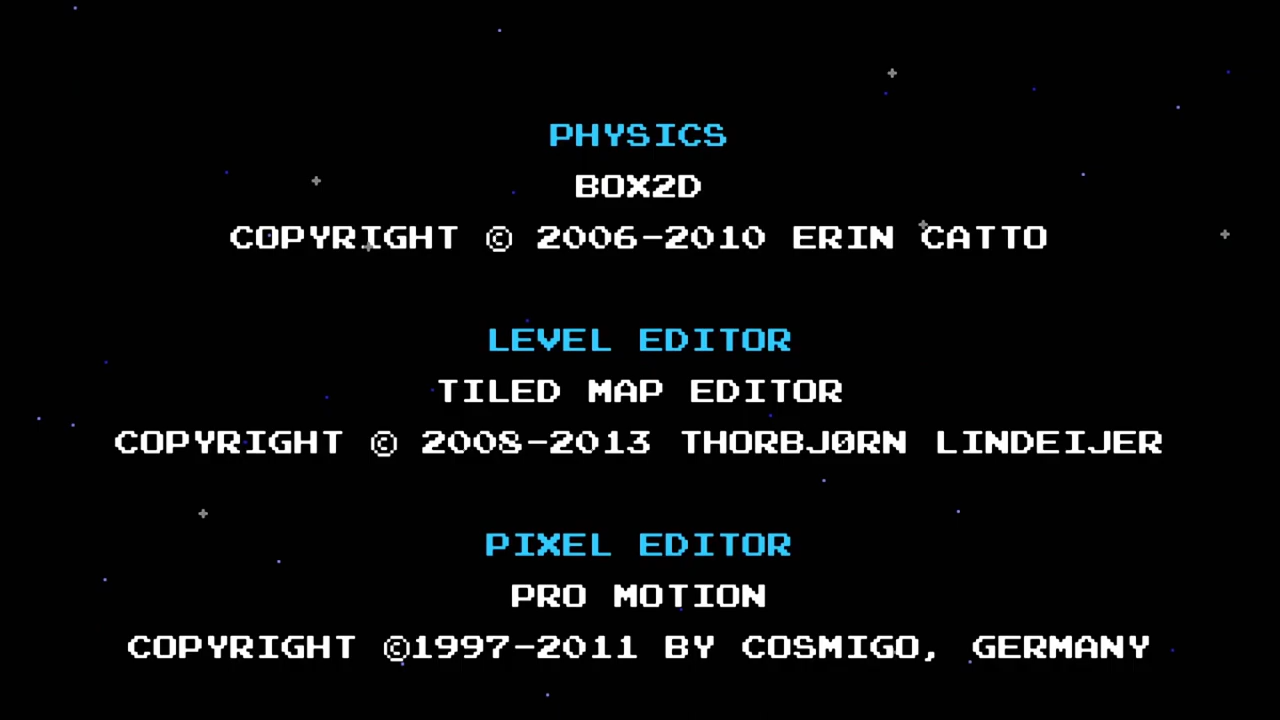 PHYSICS
BOX2D
COPYRIGHT © 2006-2010 ERIN CATTO
LEVEL EDITOR
TILED MAP EDITOR
COPYRIGHT © 2008-2013 THORBJØRN LINDEIJER
PIXEL EDITOR
PRO MOTION
COPYRIGHT ©1997-2011 BY COSMIGO, GERMANY